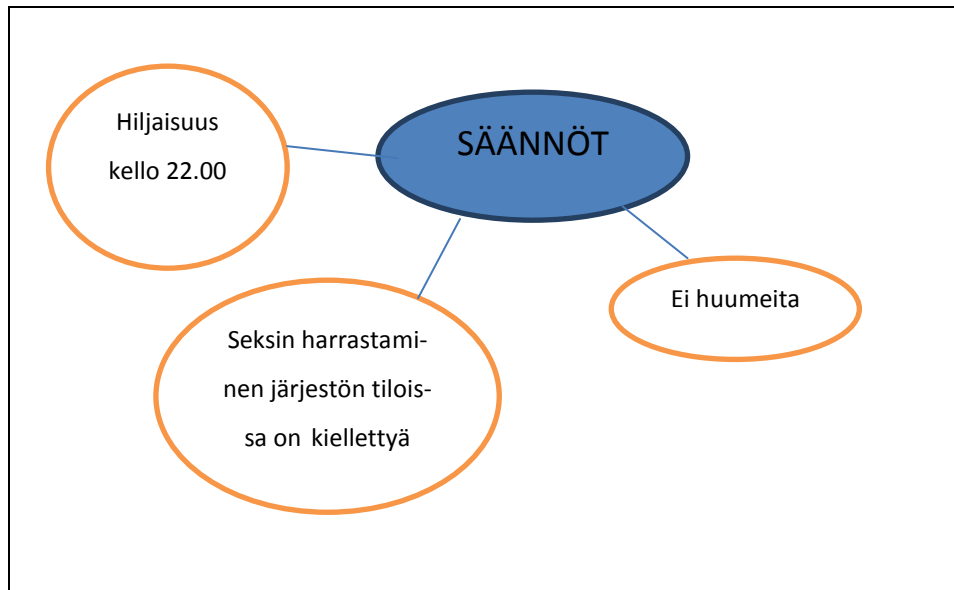 SÄÄNNÖT
Hiljaisuus
kello 22.00
Seksin harrastami-
nen järjestön tilois-
sa on kiellettyä
Ei huumeita